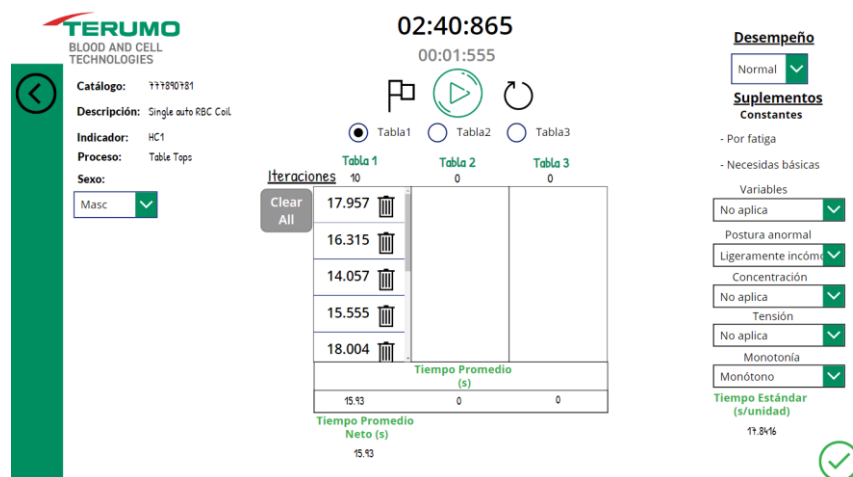 TERUMO
BLOOD AND CELL
TECHNOLOGIES
02:40:865
00:01:555
Catálogo: 777890781
Descripción: Single auto RBC Coil
Indicador: HC1
Proceso: Table Tops
Sexo:
Masc
Tabla1 Tabla2 Tabla3
Iteraciones
Tabla 1 Tabla 2 Tabla 3
10 0 0
Clear
All
17.957
16.315
14.057
15.555
18.004
Tiempo Promedio
(s)
15.93 0 0
Tiempo Promedio
Neto (s)
15.93
Desempeño
Normal
Suplementos
Constantes
- Por fatiga
- Necesidas básicas
Variables
No aplica
Postura anormal
Ligeramente incómo
Concentración
No aplica
Tensión
No aplica
Monotonía
Monótono
Tiempo Estándar
(s/unidad)
17.8416